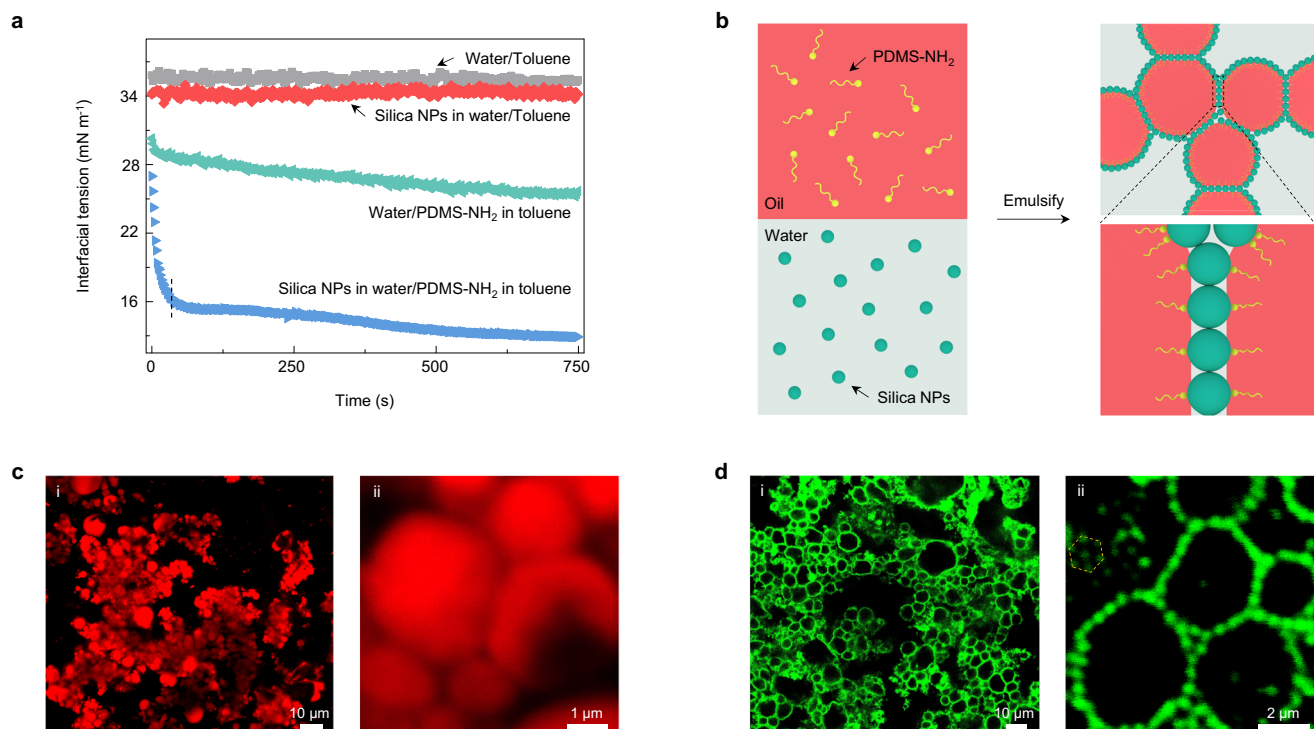 a
Interfacial tension (mN m⁻¹)
34
28
22
16
0
250
500
750
Time (s)
Water/Toluene
Silica NPs in water/Toluene
Water/PDMS-NH₂ in toluene
Silica NPs in water/PDMS-NH₂ in toluene
b
PDMS-NH₂
Oil
Water
Silica NPs
Emulsify
c
i
10 µm
ii
1 µm
d
i
10 µm
ii
2 µm